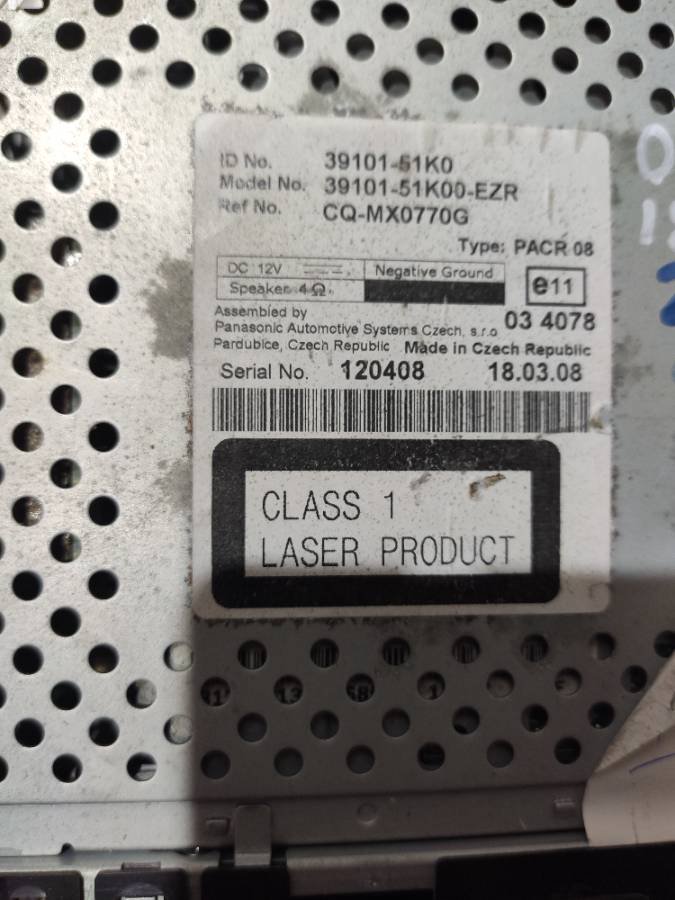 ID No. 39101-51K0
Model No. 39101-51K00-EZR
Ref No. CQ-MX0770G
Type: PACR 08
DC 12V Negative Ground
Speaker 4Ω
e11
Assembled by
Panasonic Automotive Systems Czech, s.r.o 03 4078
Pardubice, Czech Republic Made in Czech Republic
Serial No. 120408 18.03.08
CLASS 1
LASER PRODUCT